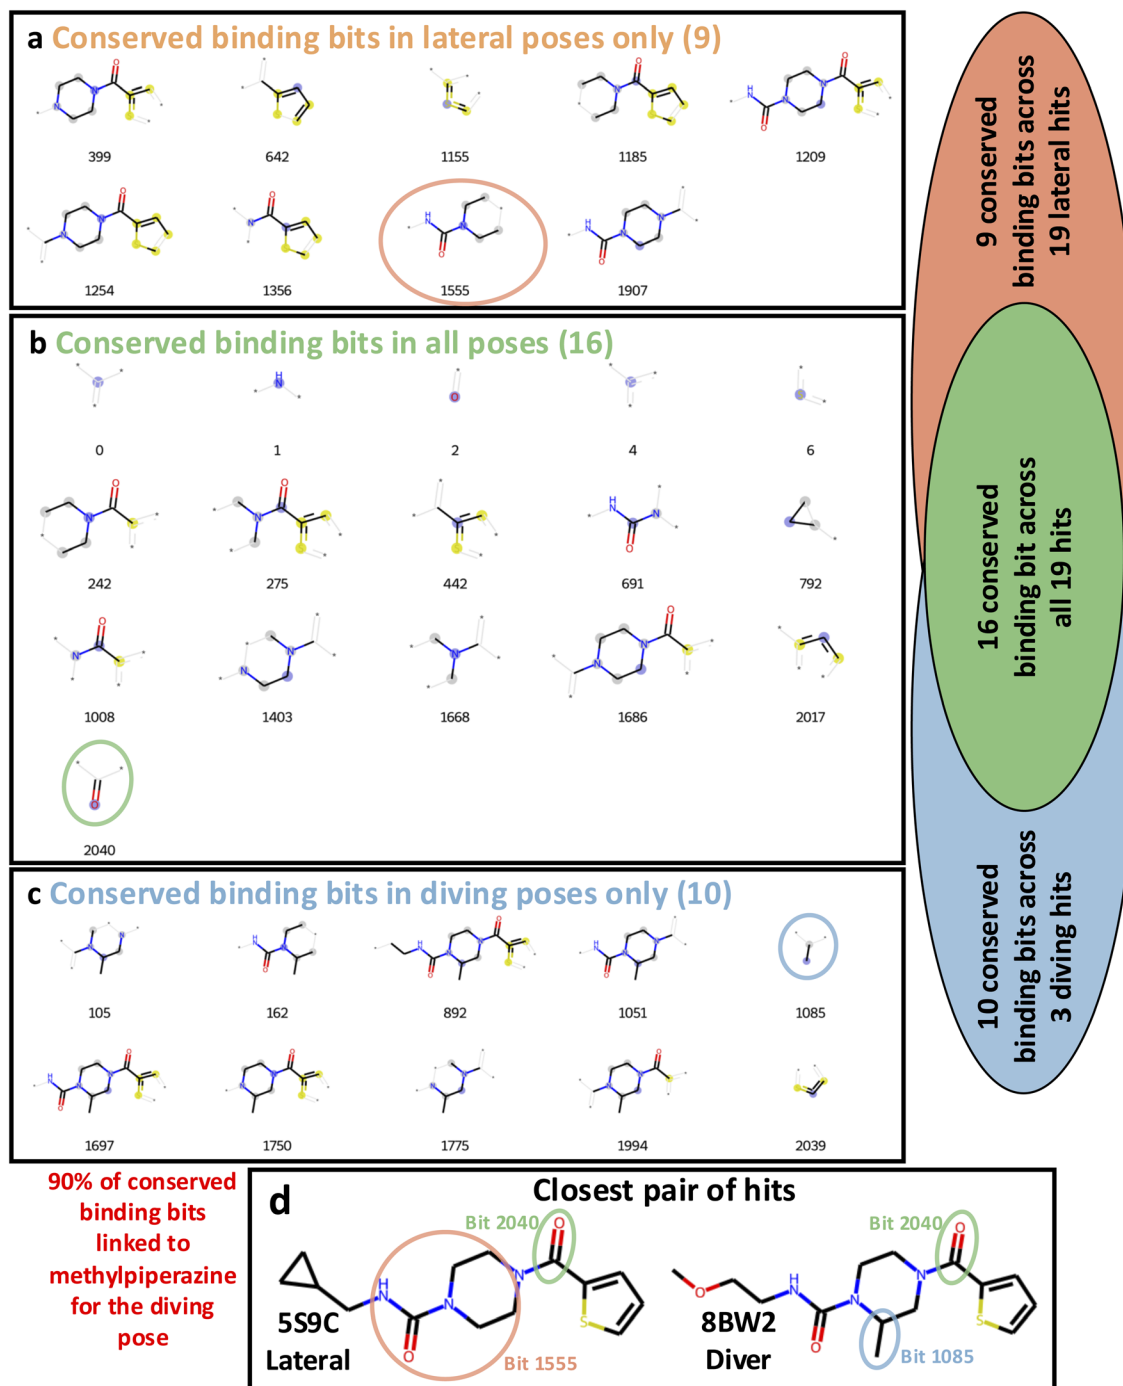 a Conserved binding bits in lateral poses only (9)
399
642
1155
1185
1209
1254
1356
1555
1907
b Conserved binding bits in all poses (16)
0
1
2
4
6
242
275
442
691
792
1008
1403
1668
1686
2017
2040
c Conserved binding bits in diving poses only (10)
105
162
892
1051
1085
1697
1750
1775
1994
2039
9 conserved
binding bits across
19 lateral hits
16 conserved
binding bit across
all 19 hits
10 conserved
binding bits across
3 diving hits
90% of conserved
binding bits
linked to
methylpiperazine
for the diving
pose
d Closest pair of hits
Bit 2040
O
H
N
N
N
O
S
5S9C
Lateral
Bit 1555
Bit 2040
O
H
N
N
N
O
O
S
8BW2
Diver
Bit 1085